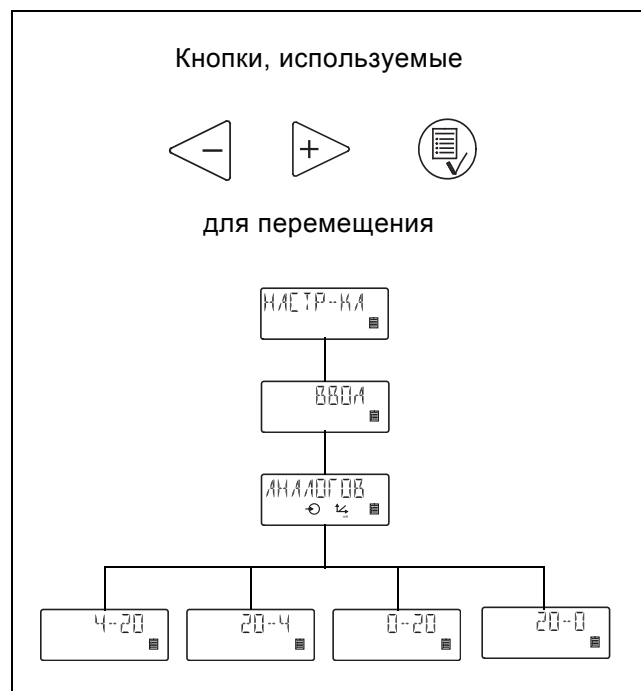 Кнопки, используемые
для перемещения
НАСТР-КА
ВВОД
АНАЛОГОВ
4-20
20-4
0-20
20-0